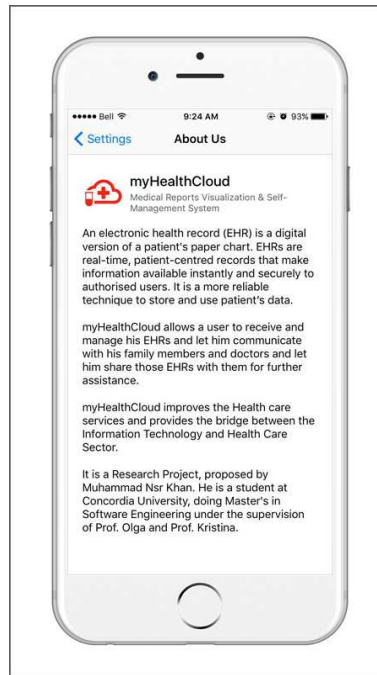 ●●●●● Bell 9:24 AM 93%
Settings About Us
myHealthCloud
Medical Reports Visualization & Self-
Management System
An electronic health record (EHR) is a digital
version of a patient's paper chart. EHRs are
real-time, patient-centred records that make
information available instantly and securely to
authorised users. It is a more reliable
technique to store and use patient's data.
myHealthCloud allows a user to receive and
manage his EHRs and let him communicate
with his family members and doctors and let
him share those EHRs with them for further
assistance.
myHealthCloud improves the Health care
services and provides the bridge between the
Information Technology and Health Care
Sector.
It is a Research Project, proposed by
Muhammad Nsr Khan. He is a student at
Concordia University, doing Master's in
Software Engineering under the supervision
of Prof. Olga and Prof. Kristina.